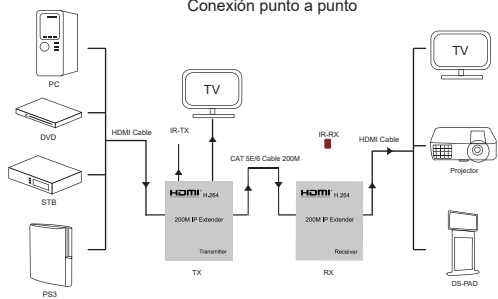 Conexión punto a punto
PC
DVD
STB
PS3
HDMI Cable
IR-TX
TV
CAT 5E/6 Cable 200M
HDMI H.264
200M IP Extender
Transmitter
TX
IR-RX
HDMI H.264
200M IP Extender
Receiver
RX
HDMI Cable
TV
Projector
DS-PAD